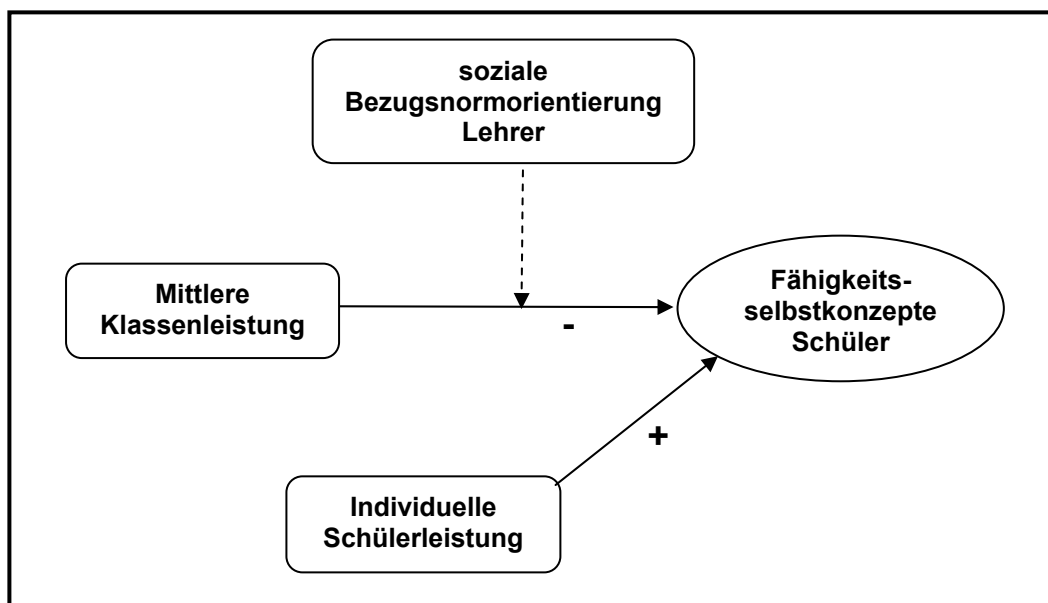 soziale
Bezugsnormorientierung
Lehrer
Mittlere
Klassenleistung
-
Fähigkeits-
selbstkonzepte
Schüler
+
Individuelle
Schülerleistung